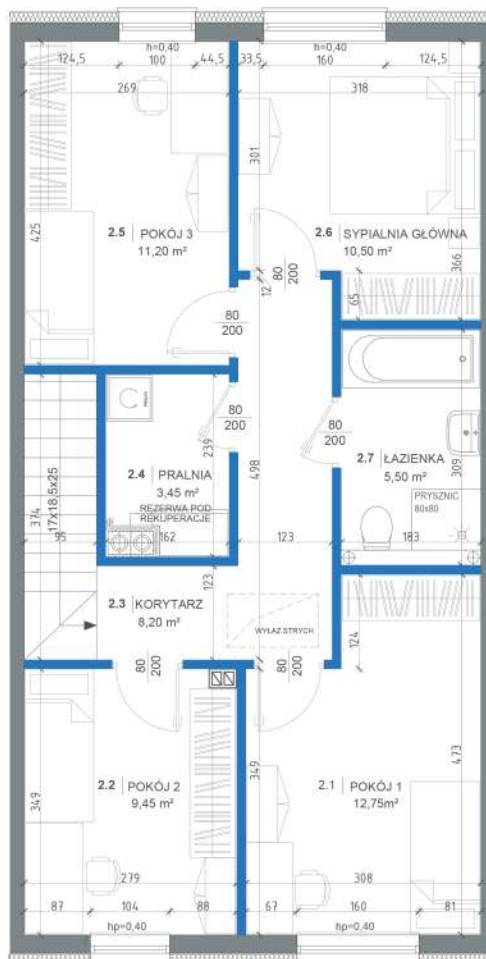 h=0,40
h=0,40
124,5 100 44,5 33,5 160 124,5
269 318
301
425
2.5 POKÓJ 3
11,20 m²
2.6 SYPIALNIA GŁÓWNA
10,50 m²
366
80
200
12
65
80
200
80
200
80
200
2.4 PRALNIA
3,45 m²
239
498
2.7 ŁAZIENKA
5,50 m²
309
PRYSZNIC
80x80
REZERWA POD
REKUPERACJE
374
17x18,5x25
95
162
123
183
123
2.3 KORYTARZ
8,20 m²
WYŁAZ STRYCH
124
80
200
80
200
349
2.2 POKÓJ 2
9,45 m²
349
2.1 POKÓJ 1
12,75m²
473
279 308
87 104 88 67 160 81
hp=0,40
hp=0,40